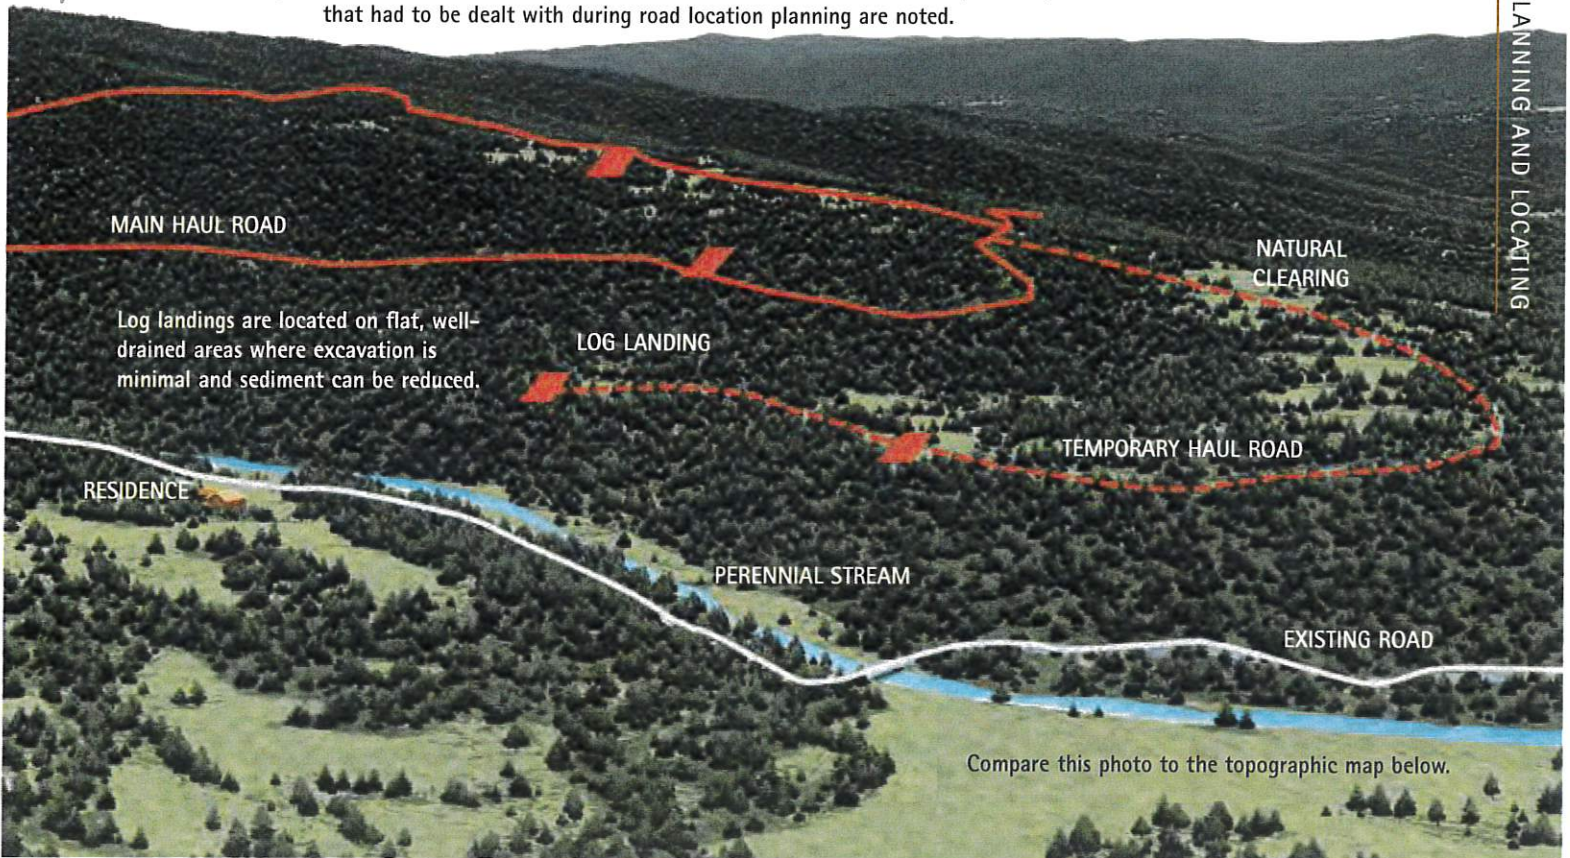 that had to be dealt with during road location planning are noted.
LANNING AND LOCATING
MAIN HAUL ROAD
NATURAL
CLEARING
Log landings are located on flat, well-
drained areas where excavation is
minimal and sediment can be reduced.
LOG LANDING
TEMPORARY HAUL ROAD
RESIDENCE
PERENNIAL STREAM
EXISTING ROAD
Compare this photo to the topographic map below.